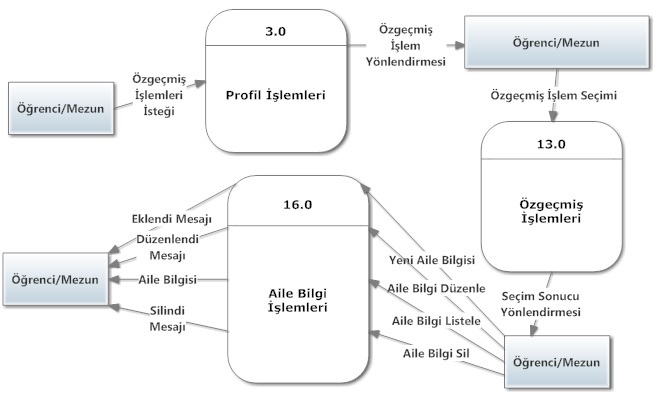 Öğrenci/Mezun
Özgeçmiş
İşlemleri
İsteği
3.0
Profil İşlemleri
Özgeçmiş
İşlem
Yönlendirmesi
Öğrenci/Mezun
Özgeçmiş İşlem Seçimi
13.0
Özgeçmiş
İşlemleri
Seçim Sonucu
Yönlendirmesi
Öğrenci/Mezun
Yeni Aile Bilgisi
Aile Bilgi Düzenle
Aile Bilgi Listele
Aile Bilgi Sil
16.0
Aile Bilgi
İşlemleri
Eklendi Mesajı
Düzenlendi
Mesajı
Aile Bilgisi
Silindi
Mesajı
Öğrenci/Mezun